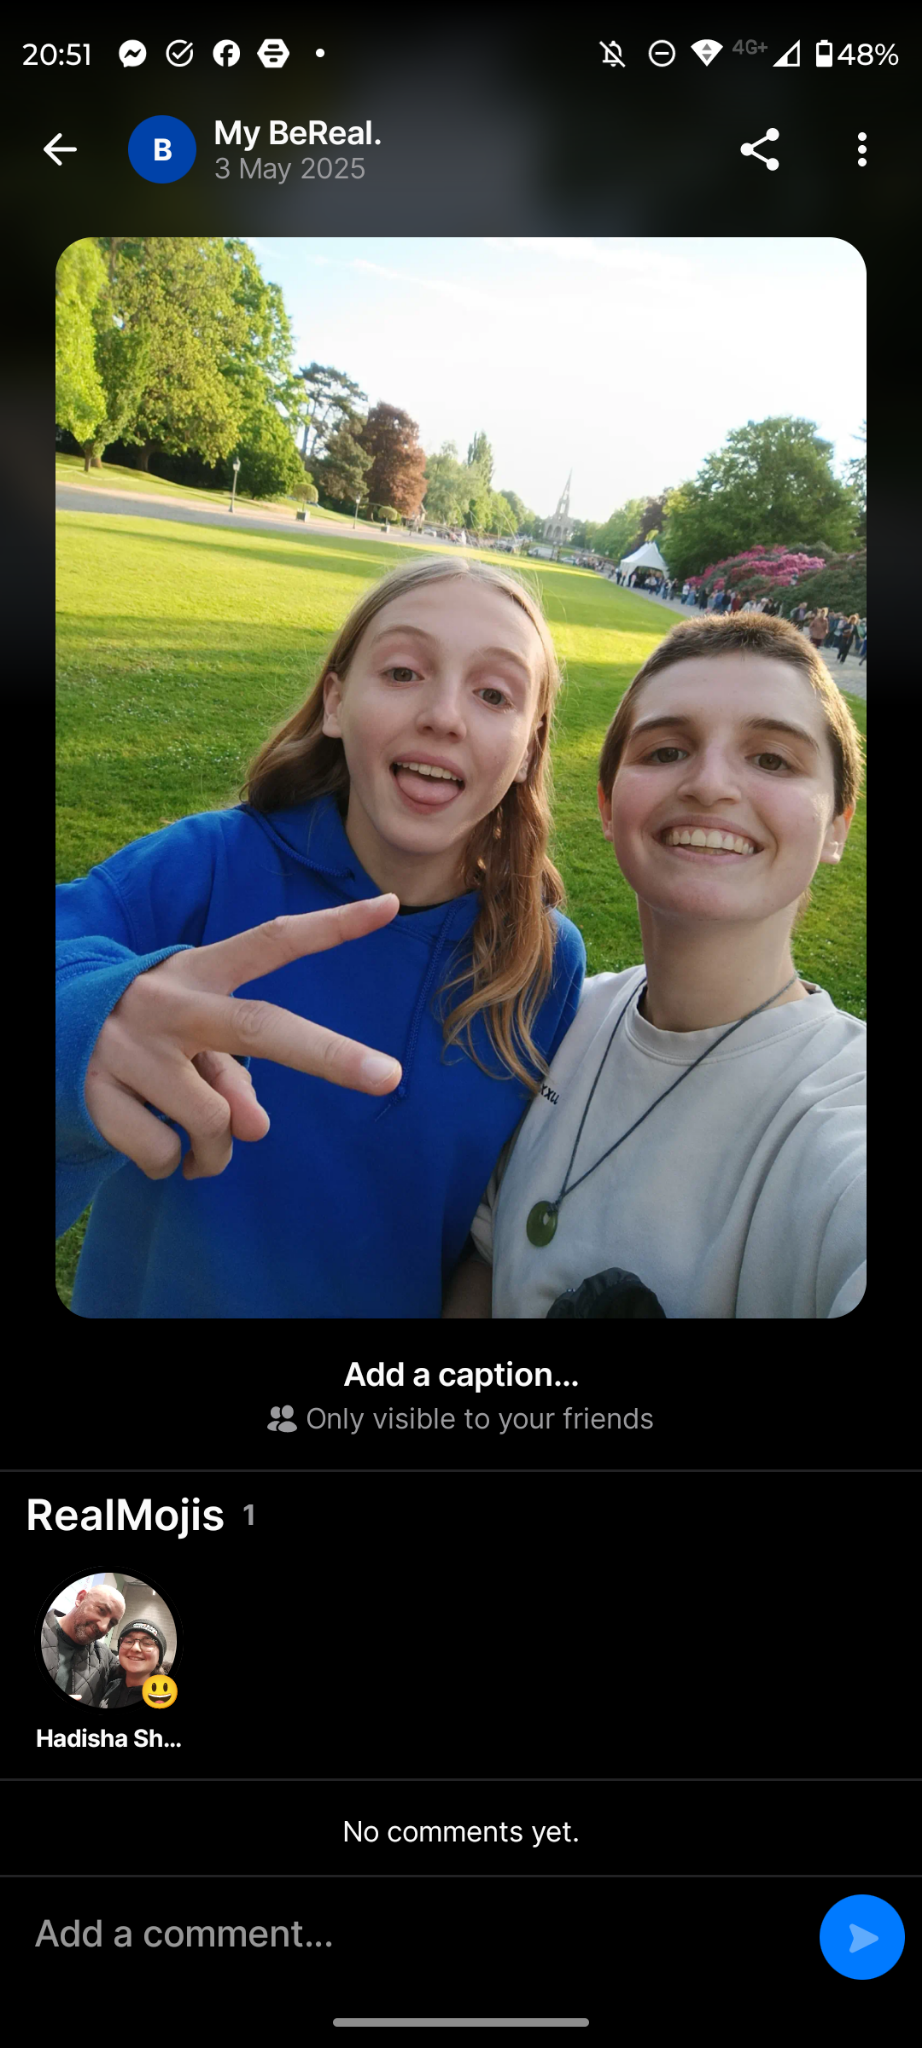 20:51
4G+
48%
B
My BeReal.
3 May 2025
XXII
Add a caption...
Only visible to your friends
RealMojis 1
Hadisha Sh...
No comments yet.
Add a comment...